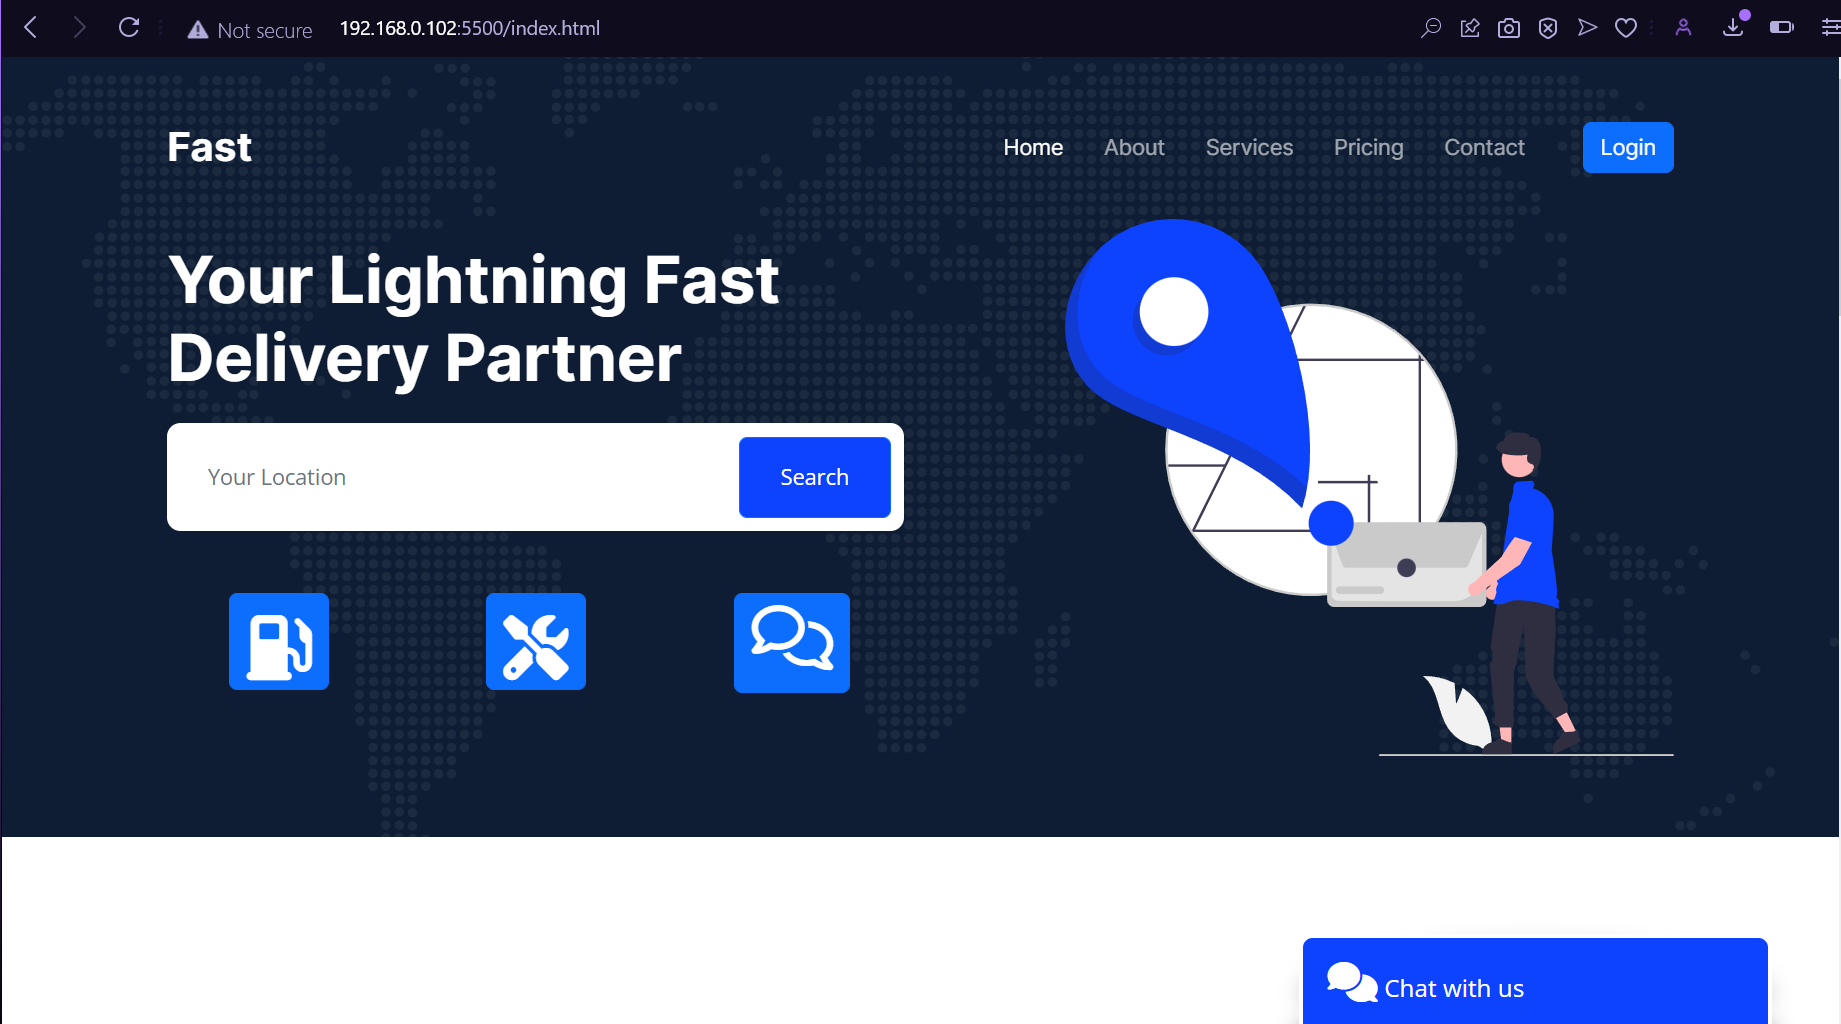 Not secure 192.168.0.102:5500/index.html
Fast
Home About Services Pricing Contact Login
Your Lightning Fast
Delivery Partner
Your Location Search
Chat with us